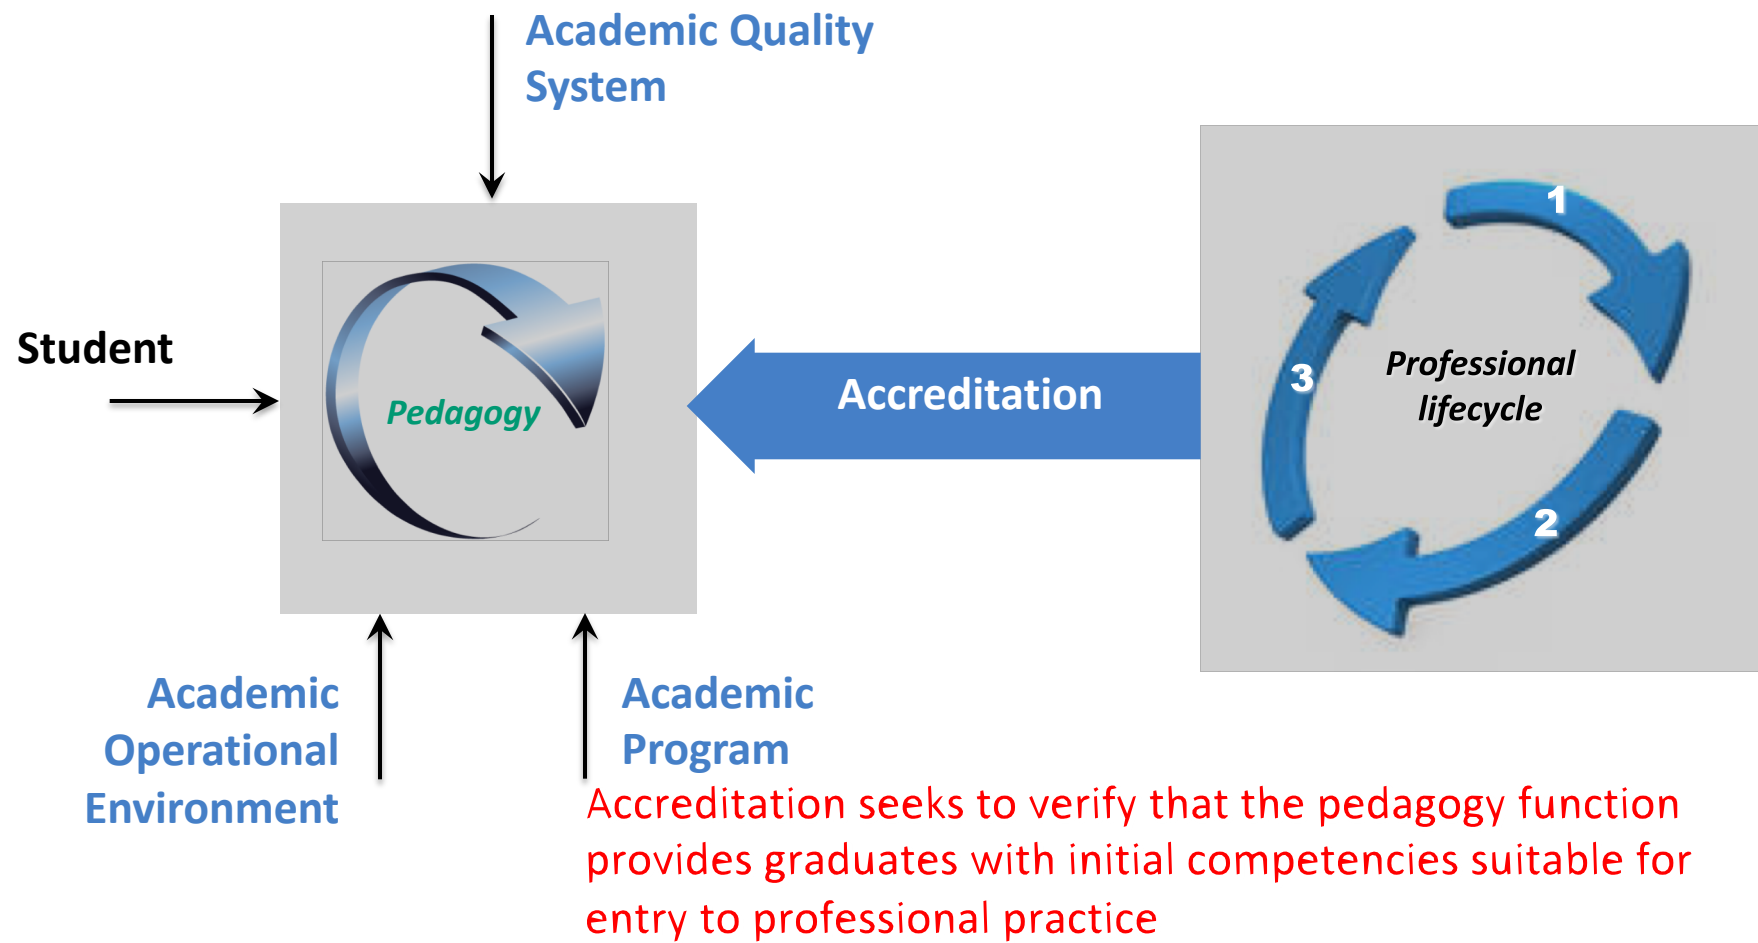 Academic Quality
System
Student
Pedagogy
Accreditation
1
Professional
lifecycle
3
2
Academic
Operational
Environment
Academic
Program
Accreditation seeks to verify that the pedagogy function
provides graduates with initial competencies suitable for
entry to professional practice